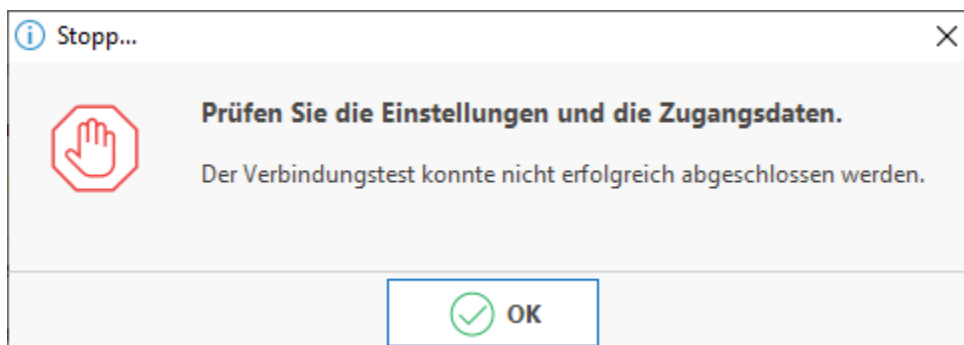 Stopp...
Prüfen Sie die Einstellungen und die Zugangsdaten.
Der Verbindungstest konnte nicht erfolgreich abgeschlossen werden.
OK